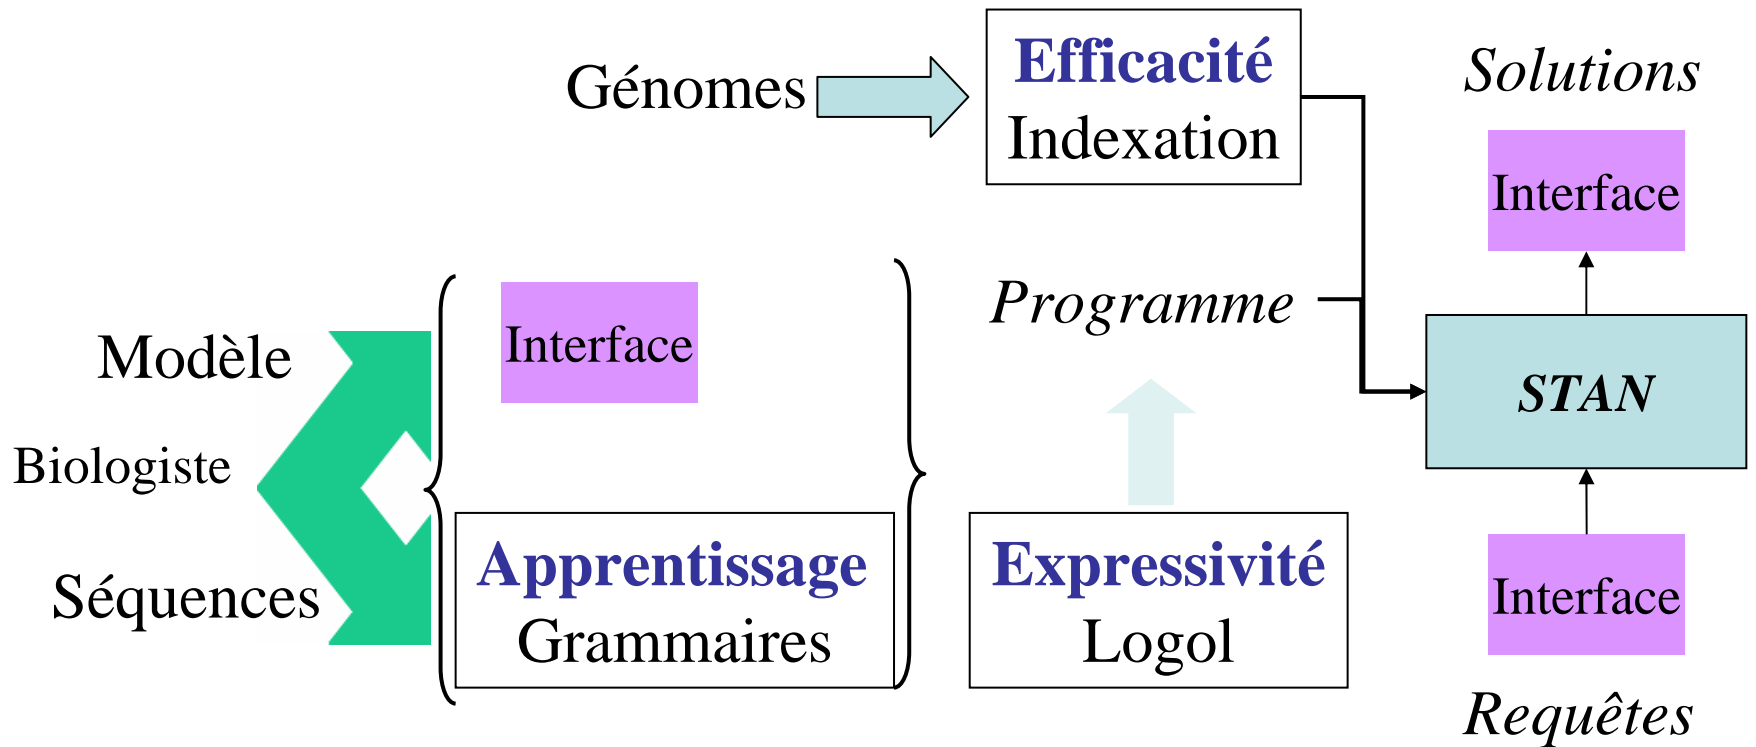 Génomes
Efficacité
Indexation
Solutions
Interface
Programme
Interface
Modèle
Biologiste
Séquences
STAN
Apprentissage
Grammaires
Expressivité
Logol
Interface
Requêtes